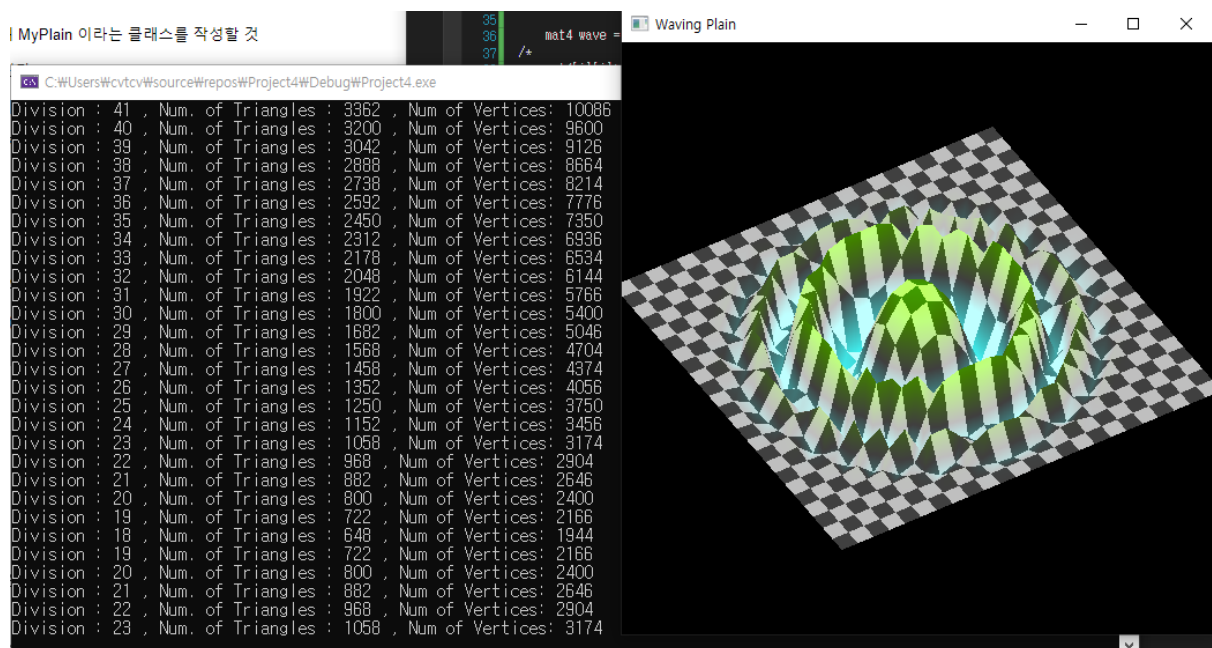 MyPlain 이라는 클래스를 작성할 것
35
36 mat4 wave =
37 /*
Waving Plain
C:₩Users₩cvtcv₩source₩repos₩Project4₩Debug₩Project4.exe
Division : 41 , Num. of Triangles : 3362 , Num of Vertices: 10086
Division : 40 , Num. of Triangles : 3200 , Num of Vertices: 9600
Division : 39 , Num. of Triangles : 3042 , Num of Vertices: 9126
Division : 38 , Num. of Triangles : 2888 , Num of Vertices: 8664
Division : 37 , Num. of Triangles : 2738 , Num of Vertices: 8214
Division : 36 , Num. of Triangles : 2592 , Num of Vertices: 7776
Division : 35 , Num. of Triangles : 2450 , Num of Vertices: 7350
Division : 34 , Num. of Triangles : 2312 , Num of Vertices: 6936
Division : 33 , Num. of Triangles : 2178 , Num of Vertices: 6534
Division : 32 , Num. of Triangles : 2048 , Num of Vertices: 6144
Division : 31 , Num. of Triangles : 1922 , Num of Vertices: 5766
Division : 30 , Num. of Triangles : 1800 , Num of Vertices: 5400
Division : 29 , Num. of Triangles : 1682 , Num of Vertices: 5046
Division : 28 , Num. of Triangles : 1568 , Num of Vertices: 4704
Division : 27 , Num. of Triangles : 1458 , Num of Vertices: 4374
Division : 26 , Num. of Triangles : 1352 , Num of Vertices: 4056
Division : 25 , Num. of Triangles : 1250 , Num of Vertices: 3750
Division : 24 , Num. of Triangles : 1152 , Num of Vertices: 3456
Division : 23 , Num. of Triangles : 1058 , Num of Vertices: 3174
Division : 22 , Num. of Triangles : 968 , Num of Vertices: 2904
Division : 21 , Num. of Triangles : 882 , Num of Vertices: 2646
Division : 20 , Num. of Triangles : 800 , Num of Vertices: 2400
Division : 19 , Num. of Triangles : 722 , Num of Vertices: 2166
Division : 18 , Num. of Triangles : 648 , Num of Vertices: 1944
Division : 19 , Num. of Triangles : 722 , Num of Vertices: 2166
Division : 20 , Num. of Triangles : 800 , Num of Vertices: 2400
Division : 21 , Num. of Triangles : 882 , Num of Vertices: 2646
Division : 22 , Num. of Triangles : 968 , Num of Vertices: 2904
Division : 23 , Num. of Triangles : 1058 , Num of Vertices: 3174